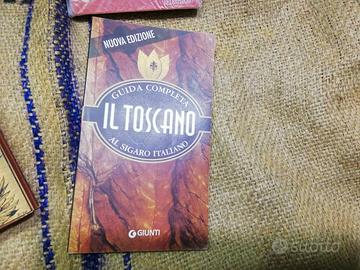 NUOVA EDIZIONE
GUIDA COMPLETA
IL TOSCANO
AL SIGARO ITALIANO
GIUNTI
subito